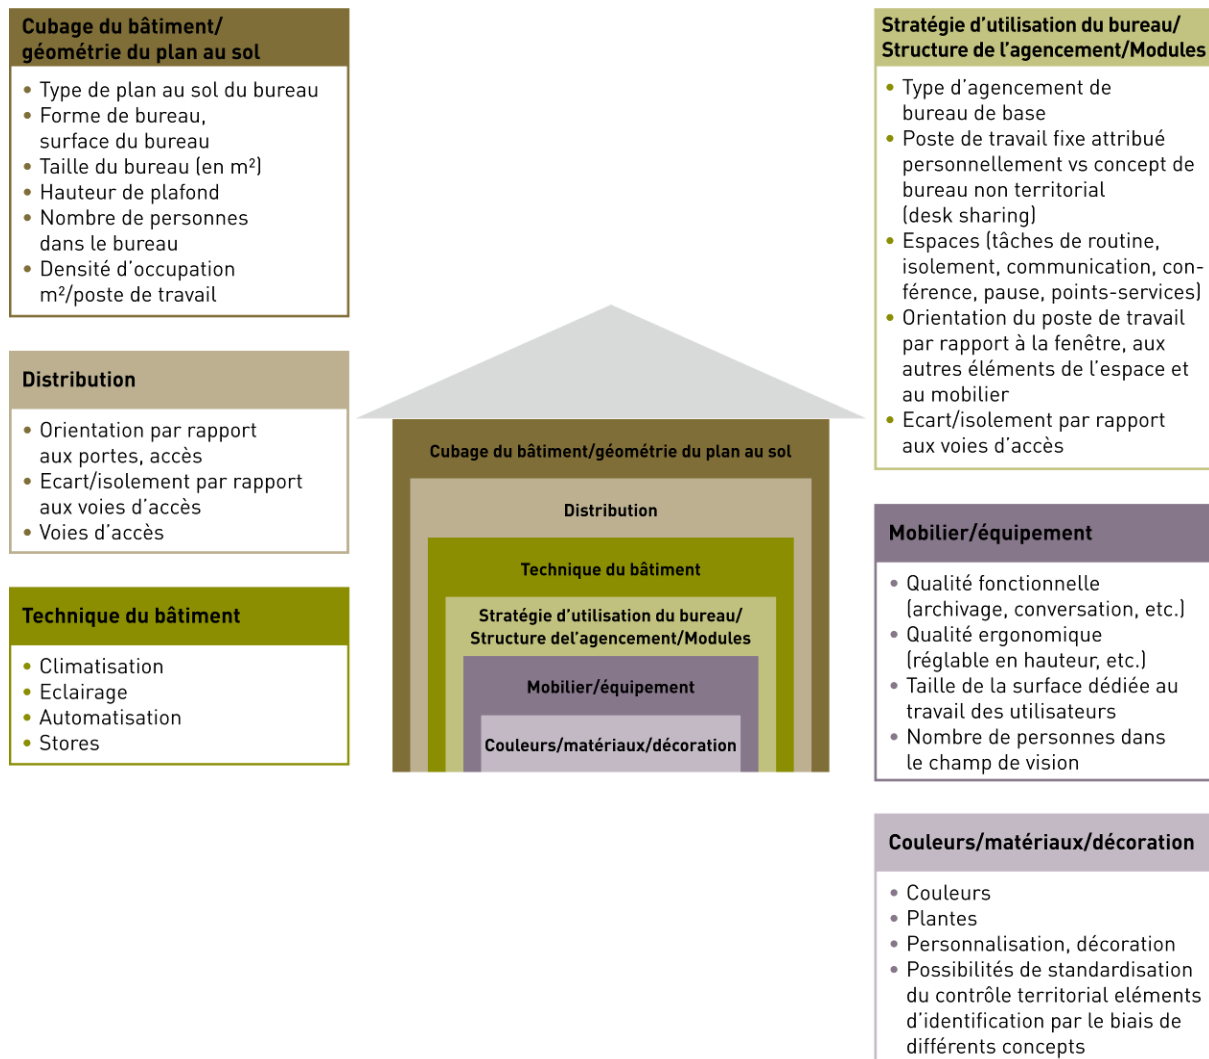 Cubage du bâtiment/
géométrie du plan au sol
• Type de plan au sol du bureau
• Forme de bureau,
surface du bureau
• Taille du bureau (en m²)
• Hauteur de plafond
• Nombre de personnes
dans le bureau
• Densité d'occupation
m²/poste de travail
Distribution
• Orientation par rapport
aux portes, accès
• Ecart/isolement par rapport
aux voies d'accès
• Voies d'accès
Technique du bâtiment
• Climatisation
• Eclairage
• Automatisation
• Stores
Cubage du bâtiment/géométrie du plan au sol
Distribution
Technique du bâtiment
Stratégie d'utilisation du bureau/
Structure del'agencement/Modules
Mobilier/équipement
Couleurs/matériaux/décoration
Stratégie d'utilisation du bureau/
Structure de l'agencement/Modules
• Type d'agencement de
bureau de base
• Poste de travail fixe attribué
personnellement vs concept de
bureau non territorial
(desk sharing)
• Espaces (tâches de routine,
isolement, communication, con-
férence, pause, points-services)
• Orientation du poste de travail
par rapport à la fenêtre, aux
autres éléments de l'espace et
au mobilier
• Ecart/isolement par rapport
aux voies d'accès
Mobilier/équipement
• Qualité fonctionnelle
(archivage, conversation, etc.)
• Qualité ergonomique
(réglable en hauteur, etc.)
• Taille de la surface dédiée au
travail des utilisateurs
• Nombre de personnes dans
le champ de vision
Couleurs/matériaux/décoration
• Couleurs
• Plantes
• Personnalisation, décoration
• Possibilités de standardisation
du contrôle territorial eléments
d'identification par le biais de
différents concepts